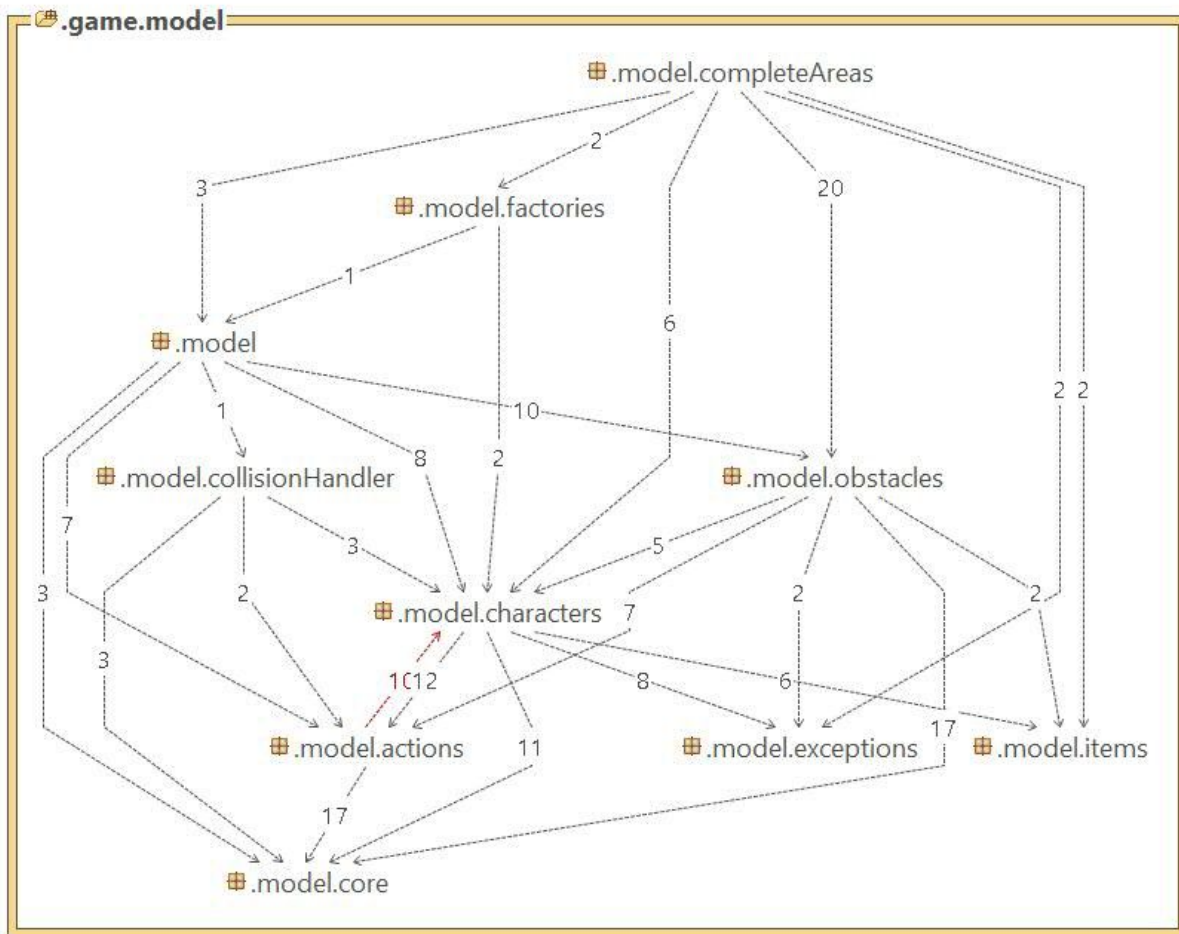 .game.model
.model.completeAreas
2
3
20
.model.factories
1
6
.model
1
10
2
2
8
2
.model.collisionHandler
.model.obstacles
7
3
5
3
2
2
2
.model.characters
7
3
10
12
8
6
17
.model.actions
11
.model.exceptions
.model.items
17
.model.core